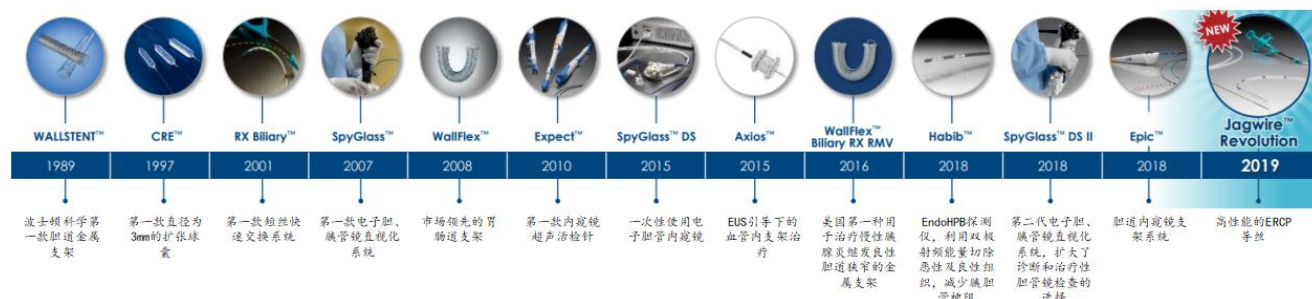 NEW
WALLSTENT™
CRE™
RX Biliary™
SpyGlass™
WallFlex™
Expect™
SpyGlass™ DS
Axios™
WallFlex™
Biliary RX RMV
Habib™
SpyGlass™ DS II
Epic™
Jagwire™
Revolution
1989
1997
2001
2007
2008
2010
2015
2015
2016
2018
2018
2018
2019
波士顿科学第
一款胆道金属
支架
第一款直径为
3mm的扩张球
囊
第一款短丝快
速交换系统
第一款电子胆、
胰管镜直视化
系统
市场领先的胃
肠道支架
第一款内窥镜
超声活检针
一次性使用电
子胆管内窥镜
EUS引导下的
血管内支架治
疗
美国第一种用
于治疗慢性胰
腺炎继发良性
胆道狭窄的金
属支架
EndoHPB探测
仪，利用双极
射频能量切除
恶性及良性组
织，减少胰胆
管梗阻
第二代电子胆、
胰管镜直视化
系统，扩大了
诊断和治疗性
胆管镜检查的
选择
胆道内窥镜支
架系统
高性能的ERCP
导丝